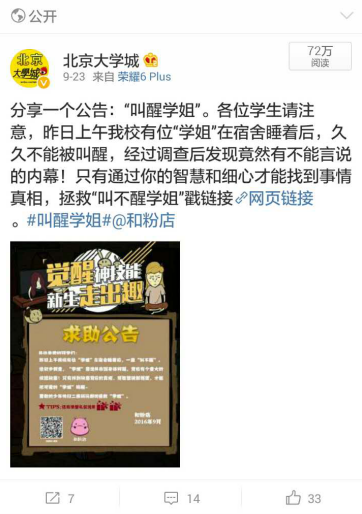 公开
北京
大學城
北京大学城
72万
阅读
9-23 来自 荣耀6 Plus
分享一个公告：“叫醒学姐”。各位学生请注
意，昨日上午我校有位“学姐”在宿舍睡着后，久
久不能被叫醒，经过调查后发现竟然有不能言说
的内幕！只有通过你的智慧和细心才能找到事情
真相，拯救“叫不醒学姐”戳链接网页链接
。#叫醒学姐#@和粉店
觉醒神技能
新生走出趣
求助公告
和粉俱
2016年9月
7
14
33